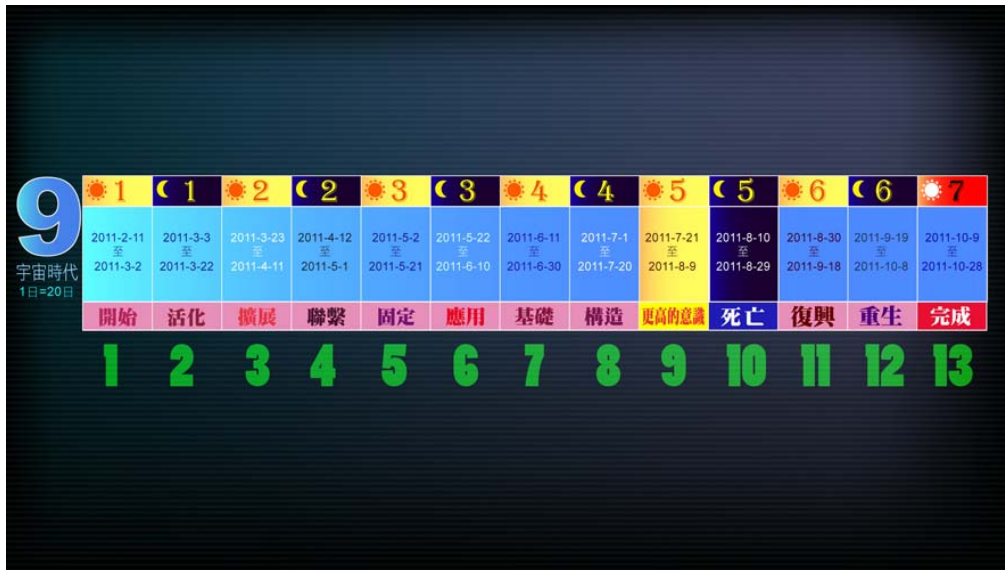 9
宇宙時代
1日=20日
1 1 2 2 3 3 4 4 5 5 6 6 7
2011-2-11 至 2011-3-2
2011-3-3 至 2011-3-22
2011-3-23 至 2011-4-11
2011-4-12 至 2011-5-1
2011-5-2 至 2011-5-21
2011-5-22 至 2011-6-10
2011-6-11 至 2011-6-30
2011-7-1 至 2011-7-20
2011-7-21 至 2011-8-9
2011-8-10 至 2011-8-29
2011-8-30 至 2011-9-18
2011-9-19 至 2011-10-8
2011-10-9 至 2011-10-28
開始 活化 擴展 聯繫 固定 應用 基礎 構造 更高的意識 死亡 復興 重生 完成
1 2 3 4 5 6 7 8 9 10 11 12 13